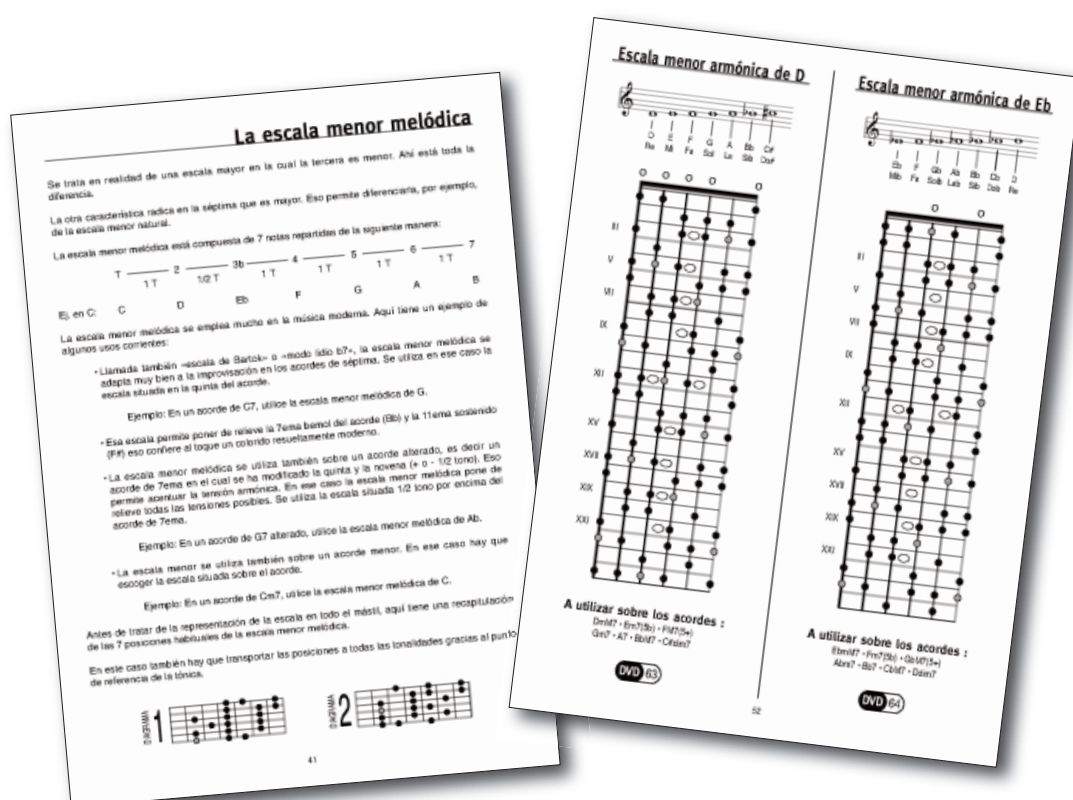 La escala menor melódica
Se trata en realidad de una escala mayor en la cual la tercera es menor. Ahí está toda la
diferencia.
La otra característica radica en la séptima que es mayor. Eso permite diferenciarla, por ejemplo,
de la escala menor natural.
La escala menor melódica está compuesta de 7 notas repartidas de la siguiente manera:
T 2 3b 4 5 6 7
1 T 1/2 T 1 T 1 T 1 T 1 T
Ej. en C: C D Eb F G A B
La escala menor melódica se emplea mucho en la música moderna. Aquí tiene un ejemplo de
algunos usos corrientes:
• Llamada también «escala de Bartok» o «modo lidio b7», la escala menor melódica se
adapta muy bien a la improvisación en los acordes de séptima. Se utiliza en ese caso la
escala situada en la quinta del acorde.
Ejemplo: En un acorde de C7, utilice la escala menor melódica de G.
• Esa escala permite poner de relieve la 7ema bemol del acorde (Bb) y la 11ema sostenido
(F#) eso confiere al toque un colorido resueltamente moderno.
• La escala menor melódica se utiliza también sobre un acorde alterado, es decir un
acorde de 7ema en el cual se ha modificado la quinta y la novena (+ o - 1/2 tono). Eso
permite acentuar la tensión armónica. En ese caso la escala menor melódica pone de
relieve todas las tensiones posibles. Se utiliza la escala situada 1/2 tono por encima del
acorde de 7ema.
Ejemplo: En un acorde de G7 alterado, utilice la escala menor melódica de Ab.
• La escala menor se utiliza también sobre un acorde menor. En ese caso hay que
escoger la escala situada sobre el acorde.
Ejemplo: En un acorde de Cm7, utilice la escala menor melódica de C.
Antes de tratar de la representación de la escala en todo el mástil, aquí tiene una recapitulación
de las 7 posiciones habituales de la escala menor melódica.
En este caso también hay que transportar las posiciones a todas las tonalidades gracias al punto
de referencia de la tónica.
DIAGRAMA 1
DIAGRAMA 2
41
Escala menor armónica de D
D E F G A Bb C#
Re Mi Fa Sol La Sib Do#
III
V
VII
IX
XII
XV
XVII
XIX
XXI
A utilizar sobre los acordes :
DmM7 • Em7(5b) • FM7(5+)
Gm7 • A7 • BbM7 • C#dim7
DVD 63
52
Escala menor armónica de Eb
Eb F Gb Ab Bb Cb D
Mib Fa Solb Lab Sib Dob Re
III
V
VII
IX
XII
XV
XVII
XIX
XXI
A utilizar sobre los acordes :
EbmM7 • Fm7(5b) • GbM7(5+)
Abm7 • Bb7 • CbM7 • Ddim7
DVD 64